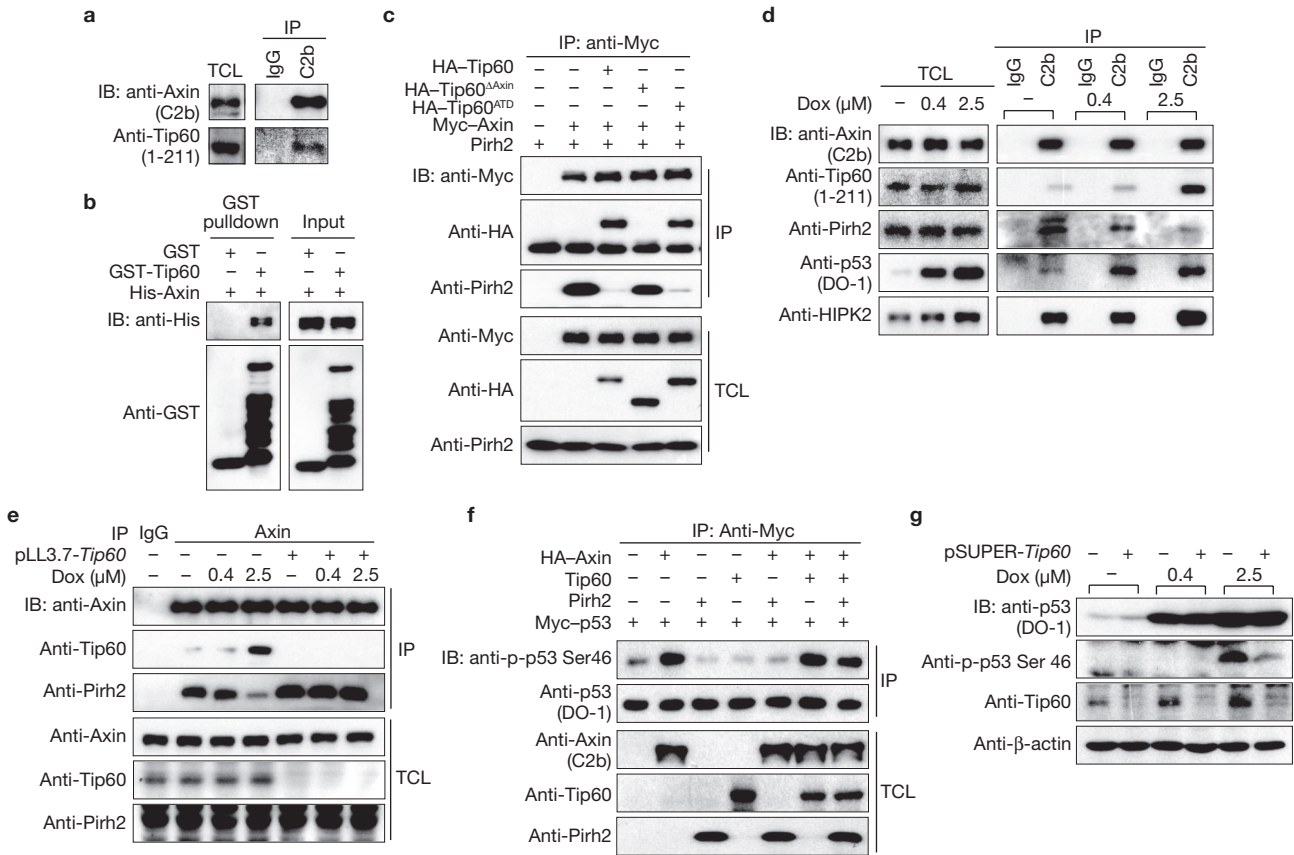 a
IP
TCL IgG C2b
IB: anti-Axin
(C2b)
Anti-Tip60
(1-211)
b
GST
pulldown Input
GST + – + –
GST-Tip60 – + – +
His-Axin + + + +
IB: anti-His
Anti-GST
c
IP: anti-Myc
HA–Tip60 – – + – –
HA–Tip60ΔAxin – – – + –
HA–Tip60ATD – – – – +
Myc–Axin – + + + +
Pirh2 + + + + +
IB: anti-Myc
Anti-HA
Anti-Pirh2
IP
Anti-Myc
Anti-HA
Anti-Pirh2
TCL
d
IP
TCL IgG C2b IgG C2b IgG C2b
Dox (µM) – 0.4 2.5 – 0.4 2.5
IB: anti-Axin
(C2b)
Anti-Tip60
(1-211)
Anti-Pirh2
Anti-p53
(DO-1)
Anti-HIPK2
e
IP IgG Axin
pLL3.7-Tip60 – – – – + + +
Dox (µM) – – 0.4 2.5 – 0.4 2.5
IB: anti-Axin
Anti-Tip60
Anti-Pirh2
IP
Anti-Axin
Anti-Tip60
Anti-Pirh2
TCL
f
IP: Anti-Myc
HA–Axin – + – – + + +
Tip60 – – – + – + +
Pirh2 – – + – + – +
Myc–p53 + + + + + + +
IB: anti-p-p53 Ser46
Anti-p53
(DO-1)
IP
Anti-Axin
(C2b)
Anti-Tip60
Anti-Pirh2
TCL
g
pSUPER-Tip60 – + – + – +
Dox (µM) – 0.4 2.5
IB: anti-p53
(DO-1)
Anti-p-p53 Ser 46
Anti-Tip60
Anti-β-actin